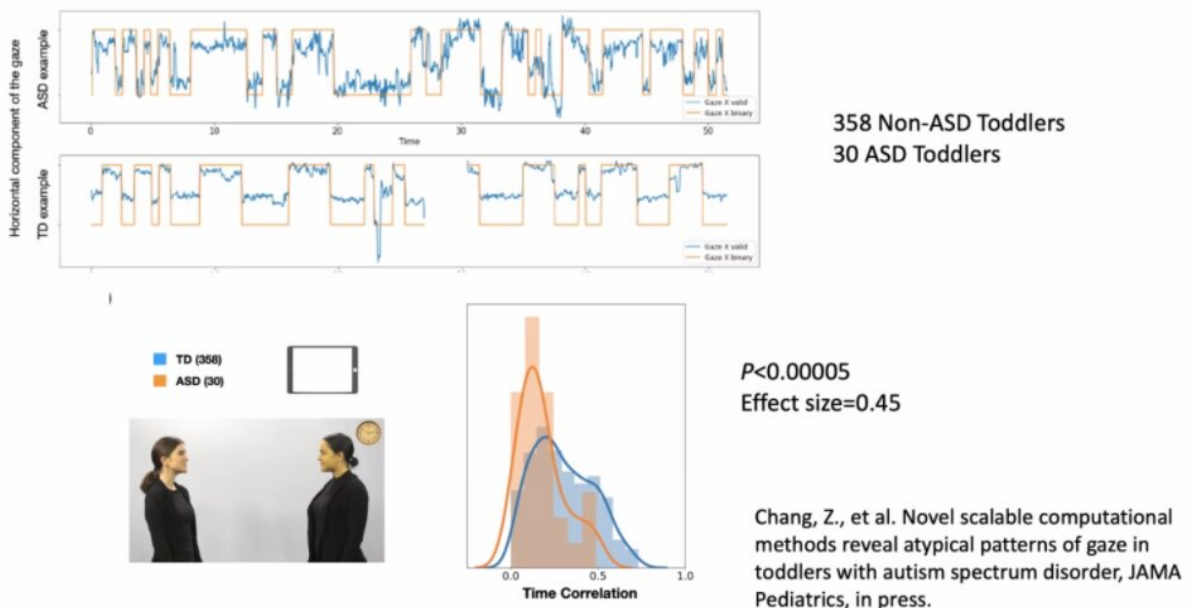 Horizontal component of the gaze
ASD example
Gaze X valid
Gaze X binary
0 10 20 30 40 50
Time
TD example
Gaze X valid
Gaze X binary
358 Non-ASD Toddlers
30 ASD Toddlers
TD (358)
ASD (30)
0.0 0.5 1.0
Time Correlation
P<0.00005
Effect size=0.45
Chang, Z., et al. Novel scalable computational
methods reveal atypical patterns of gaze in
toddlers with autism spectrum disorder, JAMA
Pediatrics, in press.